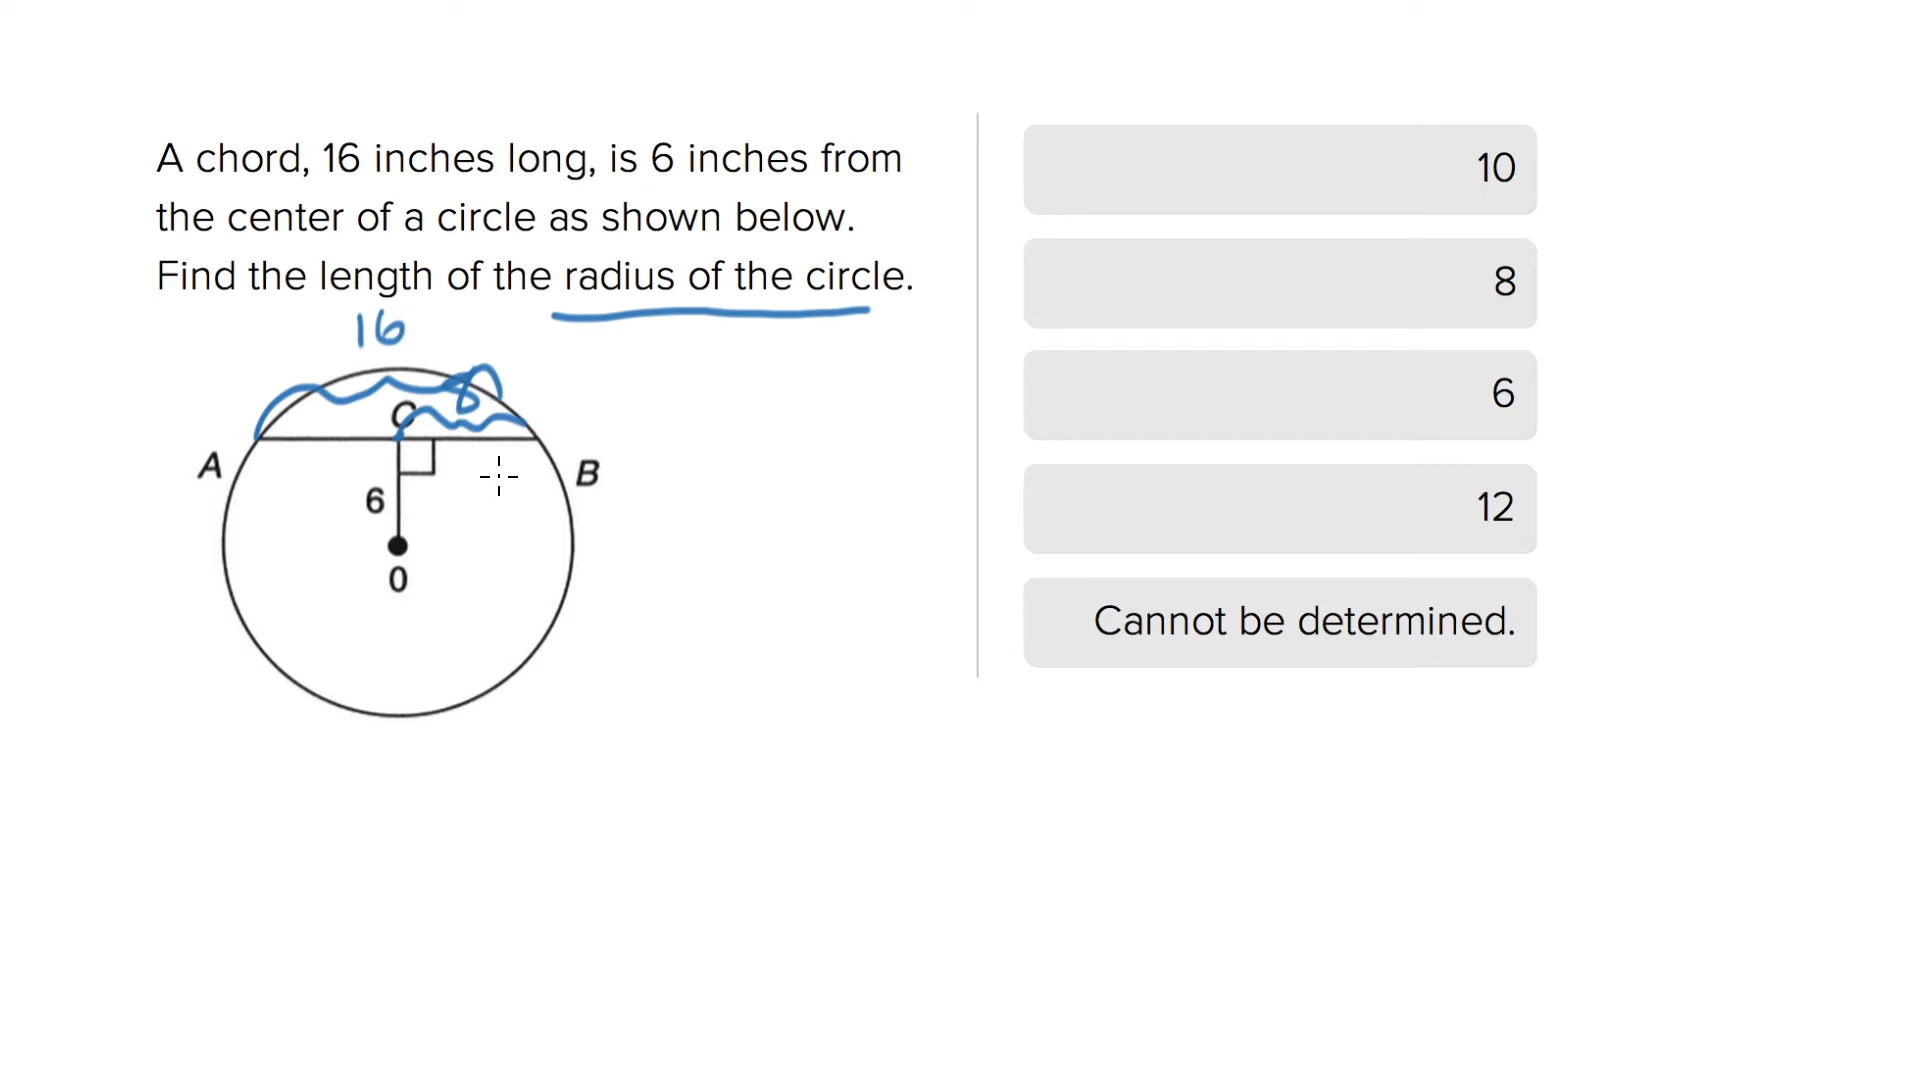 A chord, 16 inches long, is 6 inches from
the center of a circle as shown below.
Find the length of the radius of the circle.
16
8
C
A
B
6
0
10
8
6
12
Cannot be determined.